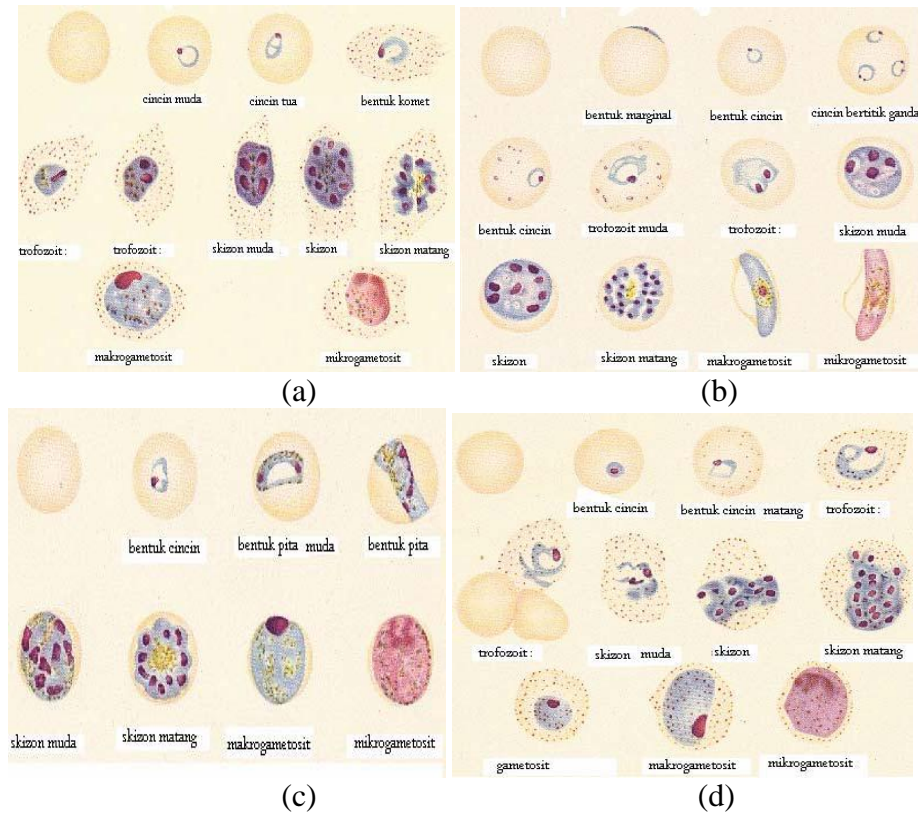 cincin muda
cincin tua
bentuk komet
trofozoit :
trofozoit :
skizon muda
skizon
skizon matang
makrogametosit
mikrogametosit
(a)
bentuk marginal
bentuk cincin
cincin bertitik ganda
bentuk cincin
trofozoit muda
trofozoit :
skizon muda
skizon
skizon matang
makrogametosit
mikrogametosit
(b)
bentuk cincin
bentuk pita muda
bentuk pita
skizon muda
skizon matang
makrogametosit
mikrogametosit
(c)
bentuk cincin
bentuk cincin matang
trofozoit :
trofozoit :
skizon muda
skizon
skizon matang
gametosit
makrogametosit
mikrogametosit
(d)